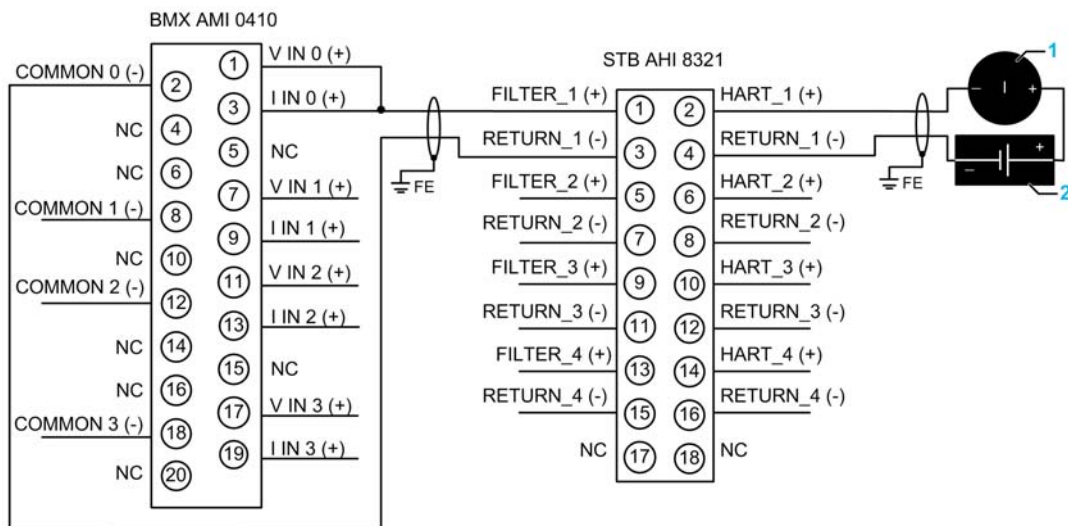 BMX AMI 0410
COMMON 0 (-)
1
V IN 0 (+)
2
3
I IN 0 (+)
NC
4
5
NC
NC
6
7
V IN 1 (+)
COMMON 1 (-)
8
9
I IN 1 (+)
NC
10
11
V IN 2 (+)
COMMON 2 (-)
12
13
I IN 2 (+)
NC
14
15
NC
NC
16
17
V IN 3 (+)
COMMON 3 (-)
18
19
I IN 3 (+)
NC
20
FE
STB AHI 8321
FILTER_1 (+)
1
2
HART_1 (+)
RETURN_1 (-)
3
4
RETURN_1 (-)
FILTER_2 (+)
5
6
HART_2 (+)
RETURN_2 (-)
7
8
RETURN_2 (-)
FILTER_3 (+)
9
10
HART_3 (+)
RETURN_3 (-)
11
12
RETURN_3 (-)
FILTER_4 (+)
13
14
HART_4 (+)
RETURN_4 (-)
15
16
RETURN_4 (-)
NC
17
18
NC
FE
1
– I +
+
–
2